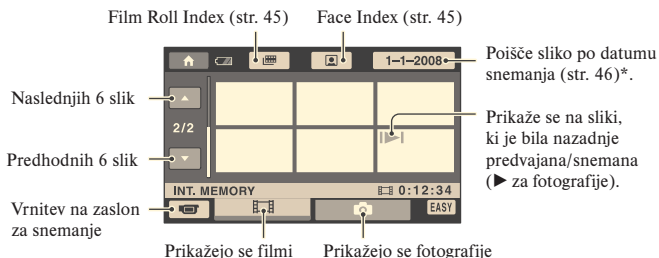 Film Roll Index (str. 45)
Face Index (str. 45)
1–1–2008
Poišče sliko po datumu
snemanja (str. 46)*.
Naslednjih 6 slik
2/2
Prikaže se na sliki,
ki je bila nazadnje
predvajana/snemana
(▶ za fotografije).
Predhodnih 6 slik
INT. MEMORY
0:12:34
Vrnitev na zaslon
za snemanje
EASY
Prikažejo se filmi
Prikažejo se fotografije